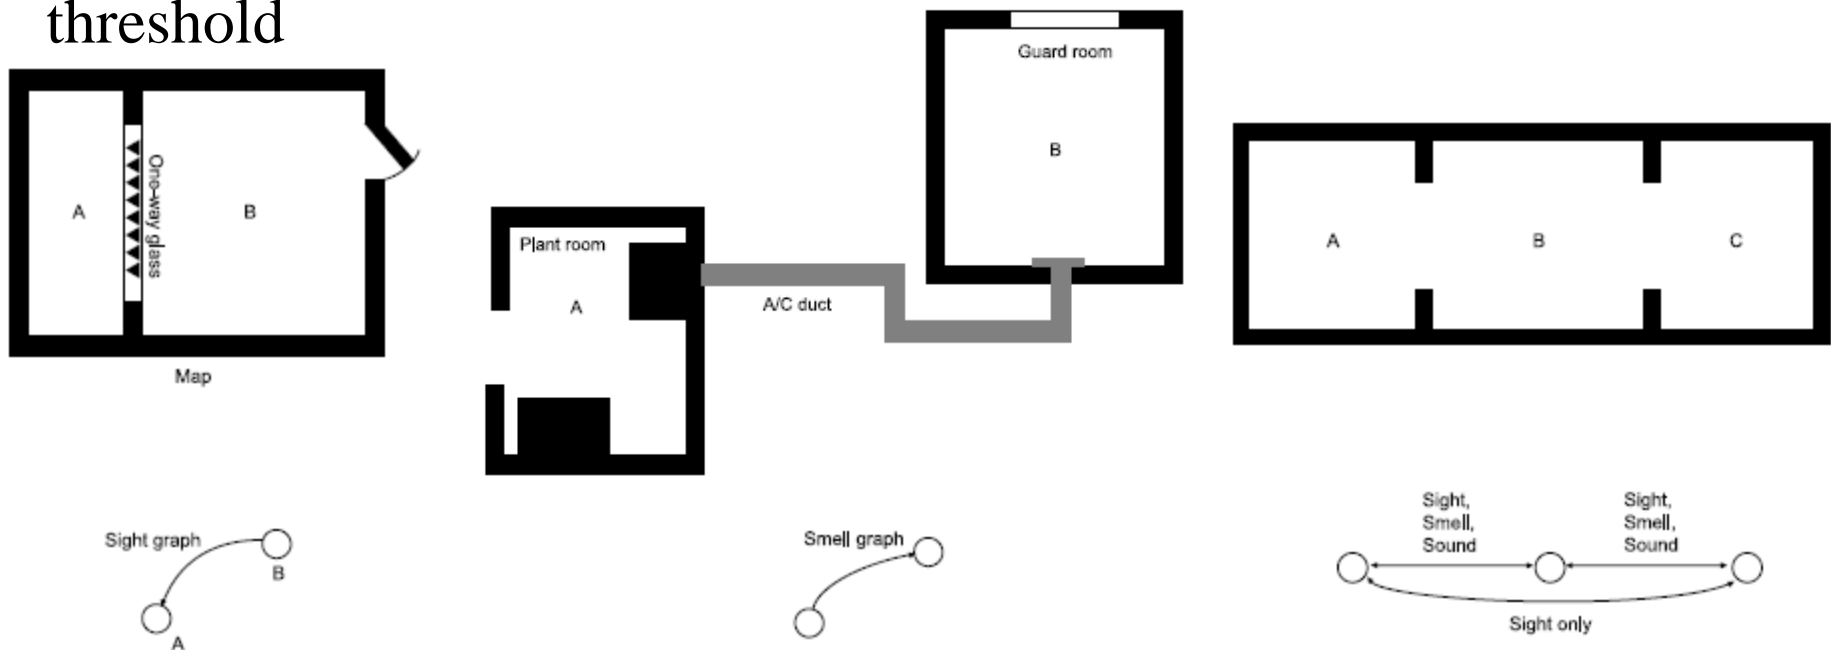 threshold
A
One-way glass
B
Map
Plant room
A
A/C duct
Guard room
B
A
B
C
Sight graph
B
A
Smell graph
Sight,
Smell,
Sound
Sight,
Smell,
Sound
Sight only